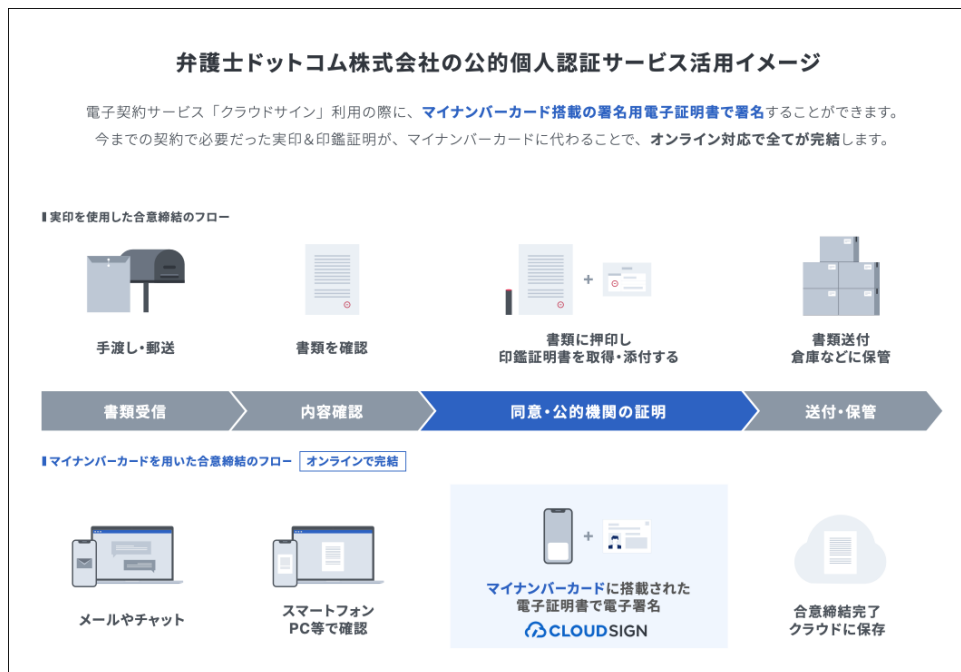 弁護士ドットコム株式会社の公的個人認証サービス活用イメージ
電子契約サービス「クラウドサイン」利用の際に、マイナンバーカード搭載の署名用電子証明書で署名することができます。
今までの契約で必要だった実印&印鑑証明が、マイナンバーカードに代わることで、オンライン対応で全てが完結します。
実印を使用した合意締結のフロー
手渡し・郵送
書類を確認
書類に押印し
印鑑証明書を取得・添付する
書類送付
倉庫などに保管
書類受信
内容確認
同意・公的機関の証明
送付・保管
マイナンバーカードを用いた合意締結のフロー
オンラインで完結
メールやチャット
スマートフォン
PC等で確認
マイナンバーカードに搭載された
電子証明書で電子署名
CLOUDSIGN
合意締結完了
クラウドに保存